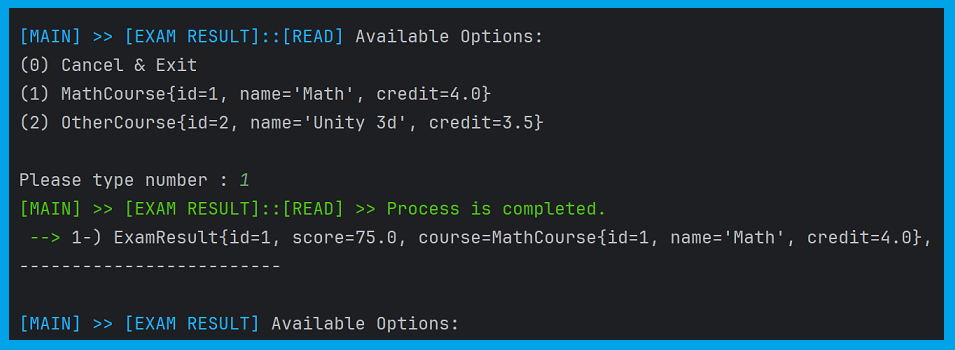 [MAIN] >> [EXAM RESULT]::[READ] Available Options:
(0) Cancel & Exit
(1) MathCourse{id=1, name='Math', credit=4.0}
(2) OtherCourse{id=2, name='Unity 3d', credit=3.5}
Please type number : 1
[MAIN] >> [EXAM RESULT]::[READ] >> Process is completed.
--> 1-) ExamResult{id=1, score=75.0, course=MathCourse{id=1, name='Math', credit=4.0},
-------------------------
[MAIN] >> [EXAM RESULT] Available Options: